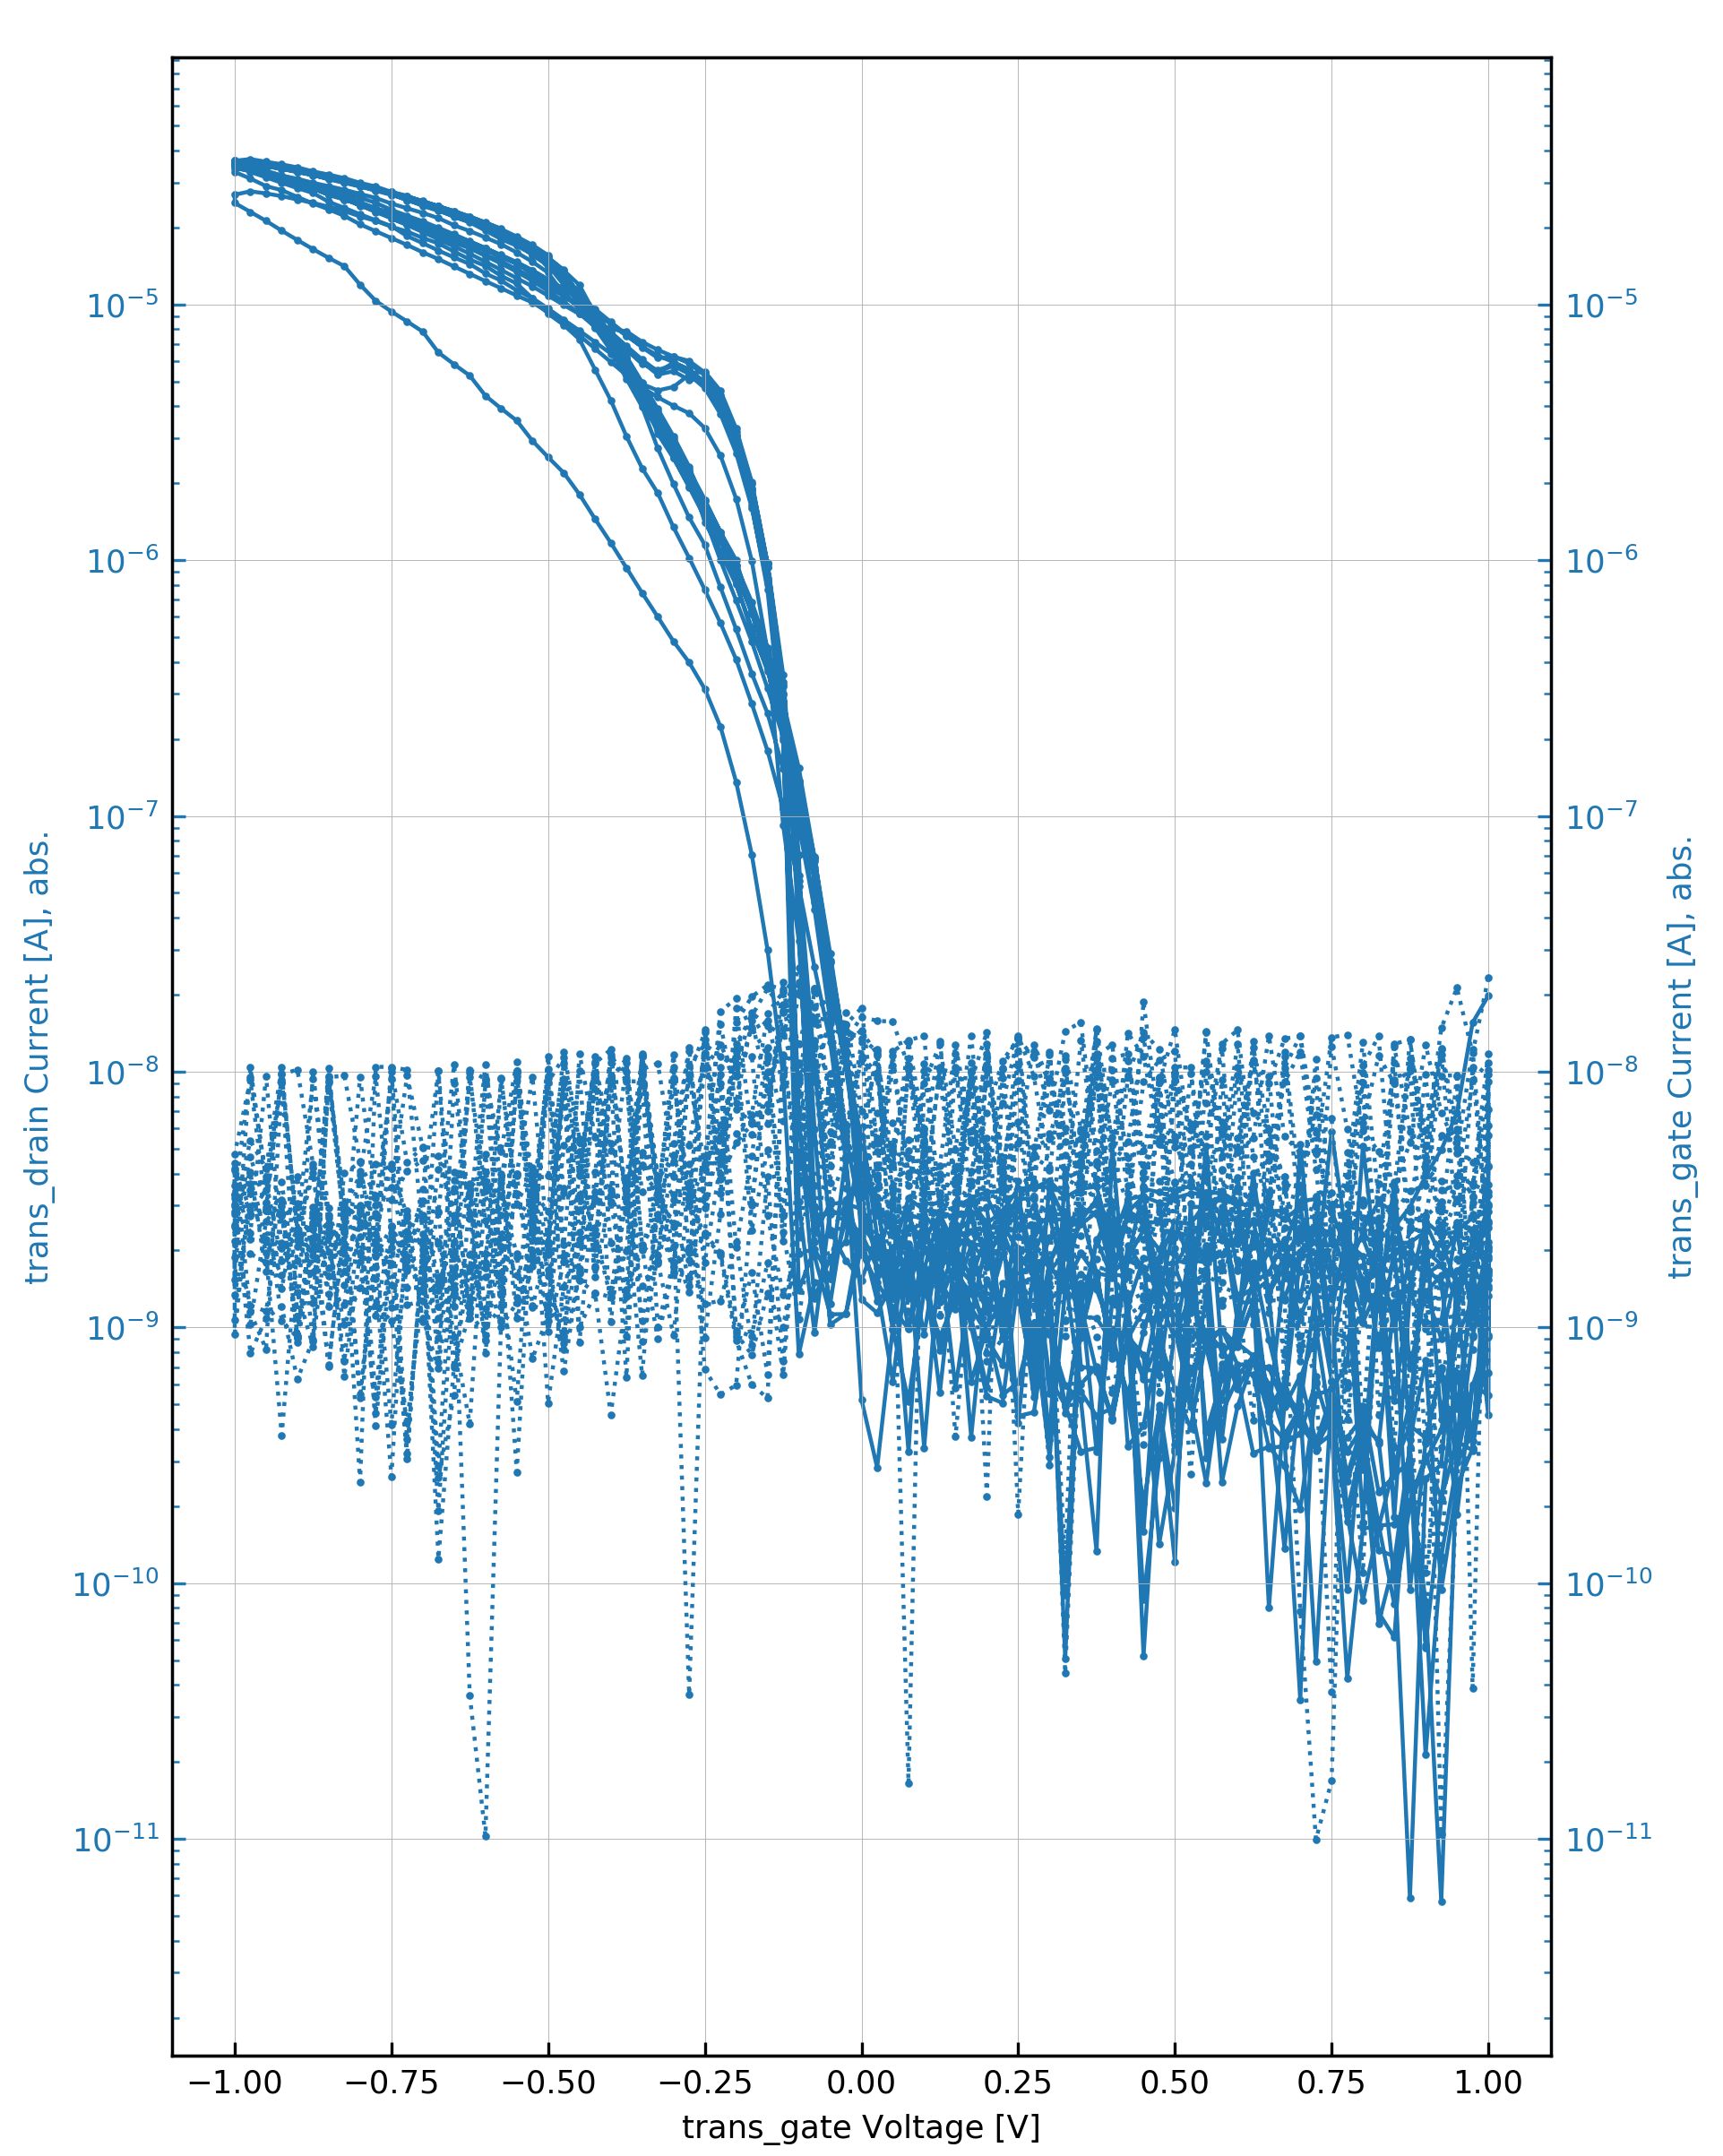 10⁻⁵ 10⁻⁵
10⁻⁶ 10⁻⁶
10⁻⁷ 10⁻⁷
10⁻⁸ 10⁻⁸
10⁻⁹ 10⁻⁹
10⁻¹⁰ 10⁻¹⁰
10⁻¹¹ 10⁻¹¹
trans_drain Current [A], abs.
trans_gate Current [A], abs.
−1.00 −0.75 −0.50 −0.25 0.00 0.25 0.50 0.75 1.00
trans_gate Voltage [V]